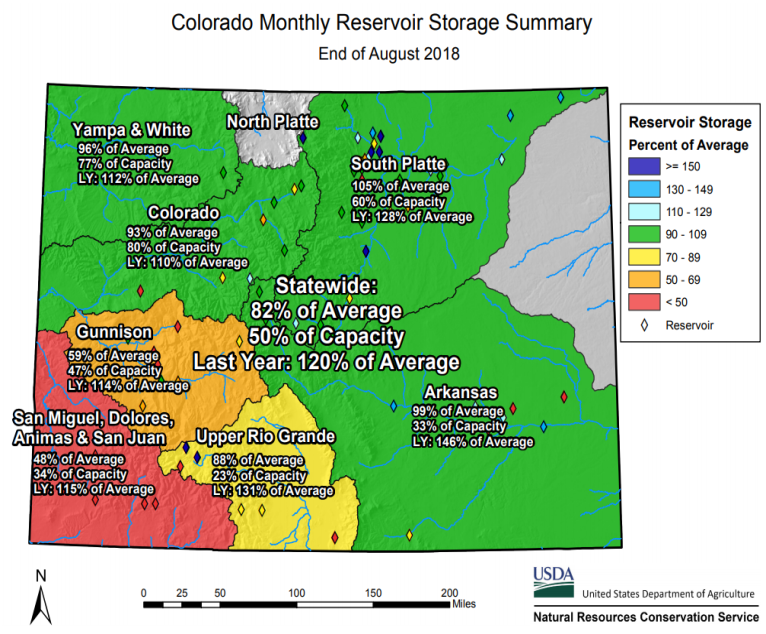 Colorado Monthly Reservoir Storage Summary
End of August 2018
Yampa & White
96% of Average
77% of Capacity
LY: 112% of Average
North Platte
South Platte
105% of Average
60% of Capacity
LY: 128% of Average
Colorado
93% of Average
80% of Capacity
LY: 110% of Average
Statewide:
82% of Average
50% of Capacity
Last Year: 120% of Average
Gunnison
59% of Average
47% of Capacity
LY: 114% of Average
Arkansas
99% of Average
33% of Capacity
LY: 146% of Average
San Miguel, Dolores,
Animas & San Juan
48% of Average
34% of Capacity
LY: 115% of Average
Upper Rio Grande
88% of Average
23% of Capacity
LY: 131% of Average
Reservoir Storage
Percent of Average
>= 150
130 - 149
110 - 129
90 - 109
70 - 89
50 - 69
< 50
Reservoir
N
0 25 50 100 150 200
Miles
USDA
United States Department of Agriculture
Natural Resources Conservation Service